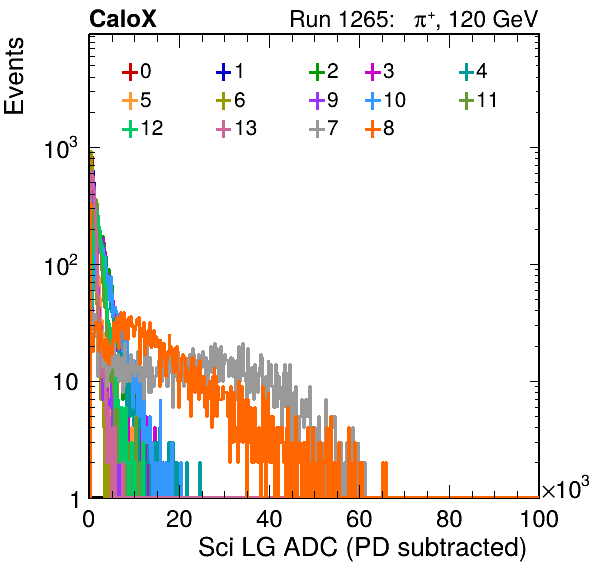 CaloX Run 1265: π⁺, 120 GeV
Events
0 1 2 3 4
5 6 9 10 11
12 13 7 8
10³
10²
10
1
0 20 40 60 80 100 ×10³
Sci LG ADC (PD subtracted)